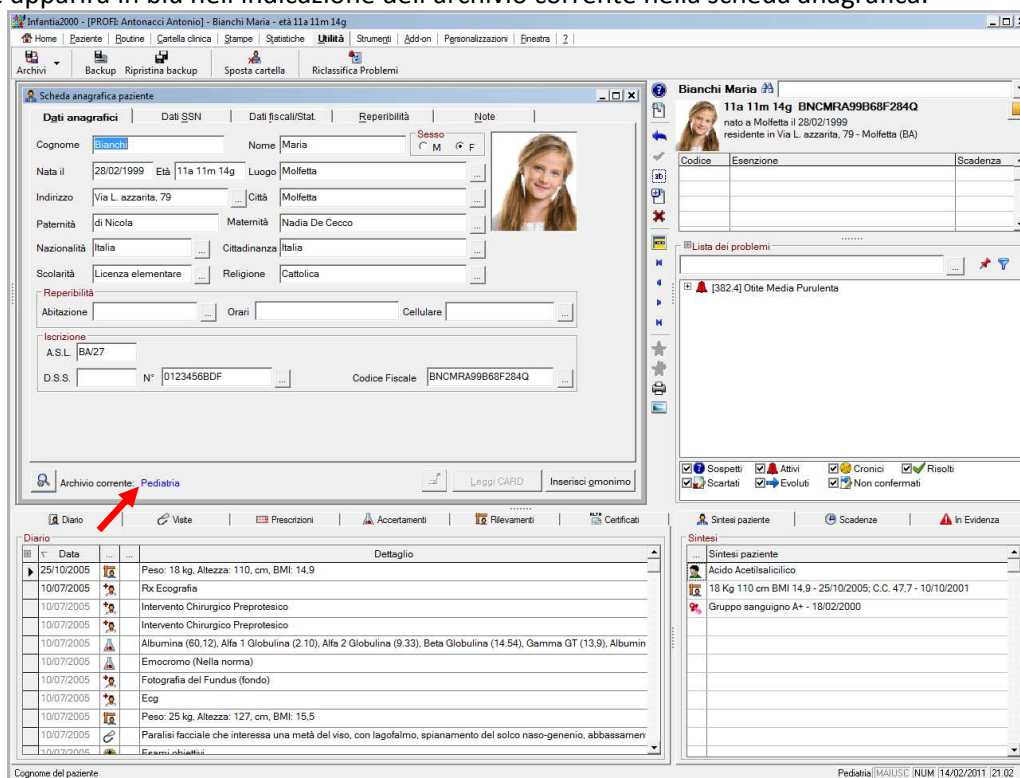 apparirà in blu nell'indicazione dell'archivio corrente nella scheda anagrafica.
Infantia2000 - [PROFI: Antonacci Antonio] - Bianchi Maria - età 11a 11m 14g
Home Paziente Routine Cartella clinica Stampe Statistiche Utilità Strumenti Add-on Personalizzazioni Finestra ?
Archivi Backup Ripristina backup Sposta cartella Riclassifica Problemi
Scheda anagrafica paziente
Dati anagrafici Dati SSN Dati fiscali/Stat. Reperibilità Note
Cognome Bianchi Nome Maria Sesso M F
Nata il 28/02/1999 Età 11a 11m 14g Luogo Molfetta ...
Indirizzo Via L. azzarita, 79 ... Città Molfetta ...
Paternità di Nicola Maternità Nadia De Cecco ...
Nazionalità Italia ... Cittadinanza Italia ...
Scolarità Licenza elementare ... Religione Cattolica ...
Reperibilità
Abitazione ... Orari Cellulare ...
Iscrizione
A.S.L. BA/27
D.S.S. N° 0123456BDF ... Codice Fiscale BNCMRA99B68F284Q ...
Archivio corrente: Pediatria Leggi CARD Inserisci omonimo
Bianchi Maria
11a 11m 14g BNCMRA99B68F284Q
nato a Molfetta il 28/02/1999
residente in Via L. azzarita, 79 - Molfetta (BA)
Codice Esenzione Scadenza
Lista dei problemi
...
[382.4] Otite Media Purulenta
Sospetti Attivi Cronici Risolti
Scartati Evoluti Non confermati
Diario Visite Prescrizioni Accertamenti Rilevamenti Certificati
Diario
Data ... ... Dettaglio
25/10/2005 Peso: 18 kg, Altezza: 110, cm, BMI: 14,9
10/07/2005 Rx Ecografia
10/07/2005 Intervento Chirurgico Preprotesico
10/07/2005 Intervento Chirurgico Preprotesico
10/07/2005 Albumina (60,12), Alfa 1 Globulina (2.10), Alfa 2 Globulina (9.33), Beta Globulina (14.54), Gamma GT (13,9), Albumin
10/07/2005 Emocromo (Nella norma)
10/07/2005 Fotografia del Fundus (fondo)
10/07/2005 Ecg
10/07/2005 Peso: 25 kg, Altezza: 127, cm, BMI: 15,5
10/07/2005 Paralisi facciale che interessa una metà del viso, con lagofalmo, spianamento del solco naso-genenio, abbassamen
10/07/2005 Esami obiettivi
Sintesi paziente Scadenze In Evidenza
Sintesi
... Sintesi paziente
Acido Acetilsalicilico
18 Kg 110 cm BMI 14,9 - 25/10/2005; C.C. 47,7 - 10/10/2001
Gruppo sanguigno A+ - 18/02/2000
Cognome del paziente Pediatria MAIUSC NUM 14/02/2011 21.02